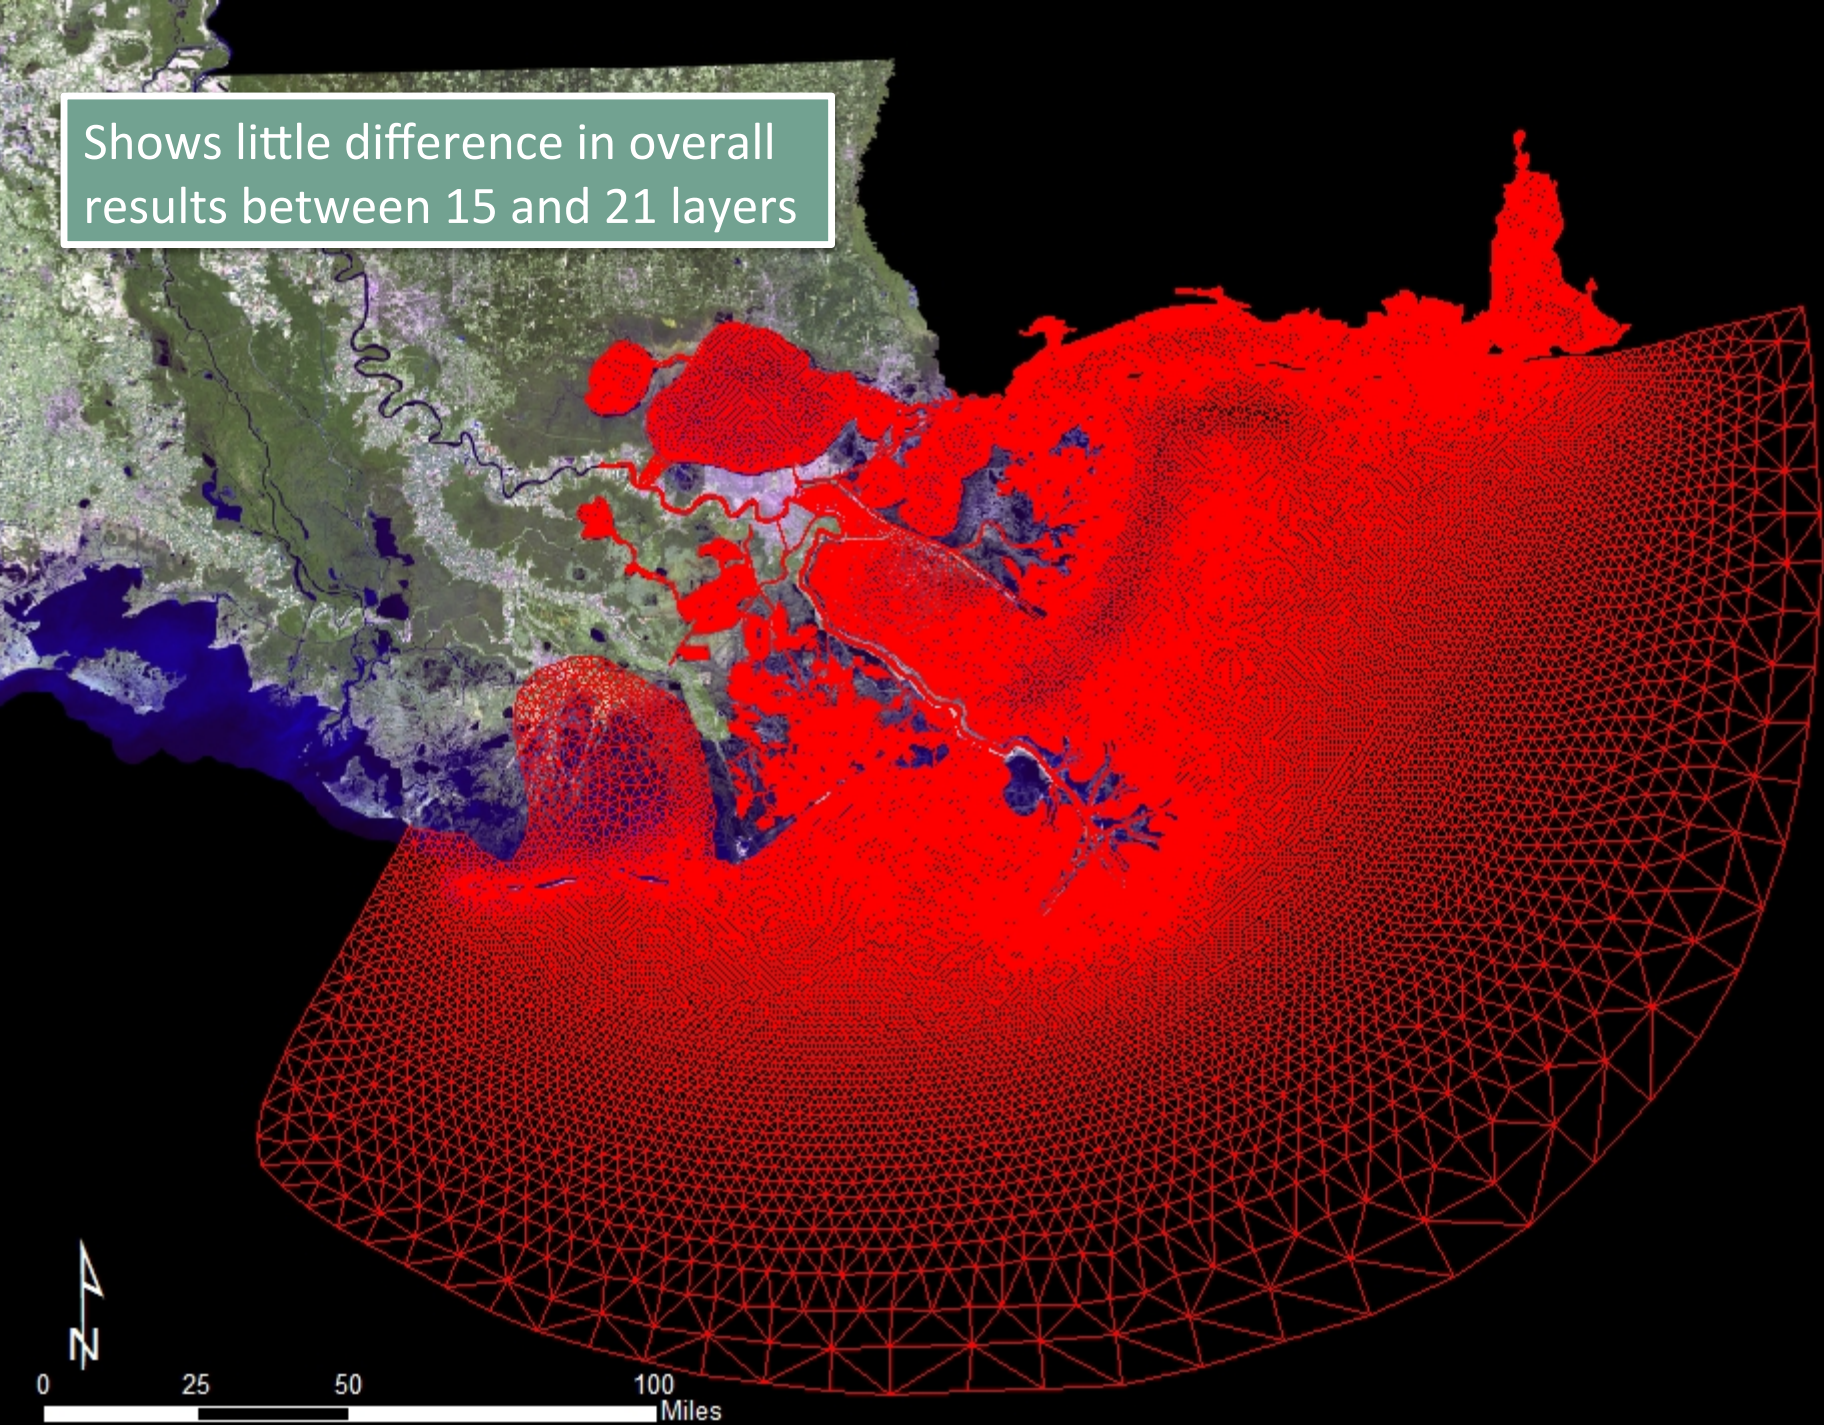 Shows little difference in overall
results between 15 and 21 layers
N
0 25 50 100
Miles